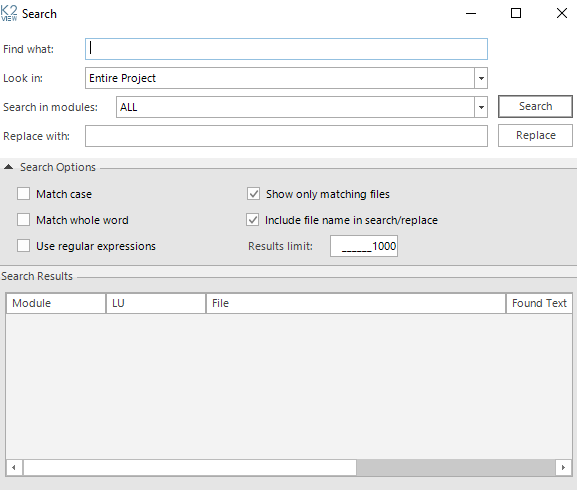 K2 VIEW Search
Find what:
Look in: Entire Project
Search in modules: ALL Search
Replace with: Replace
Search Options
Match case Show only matching files
Match whole word Include file name in search/replace
Use regular expressions Results limit: ______1000
Search Results
Module LU File Found Text